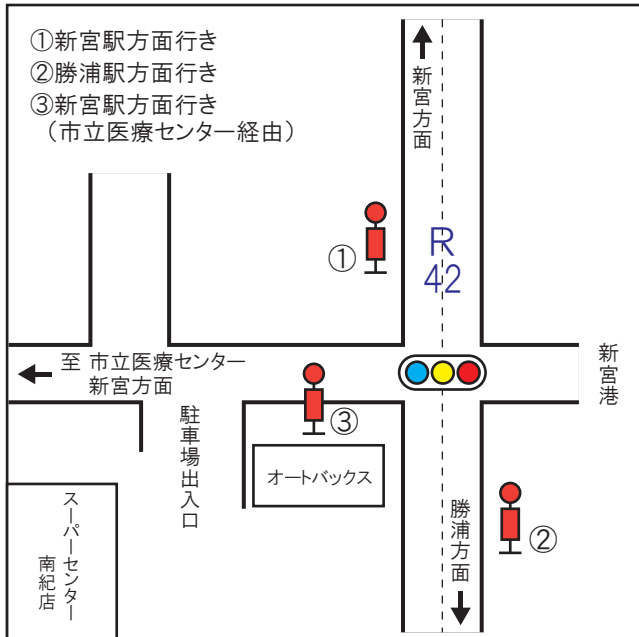 ①新宮駅方面行き
②勝浦駅方面行き
③新宮駅方面行き
（市立医療センター経由）
新宮方面
①
R
42
至 市立医療センター
新宮方面
新宮港
③
駐車場出入口
オートバックス
スーパーセンター
南紀店
勝浦方面
②